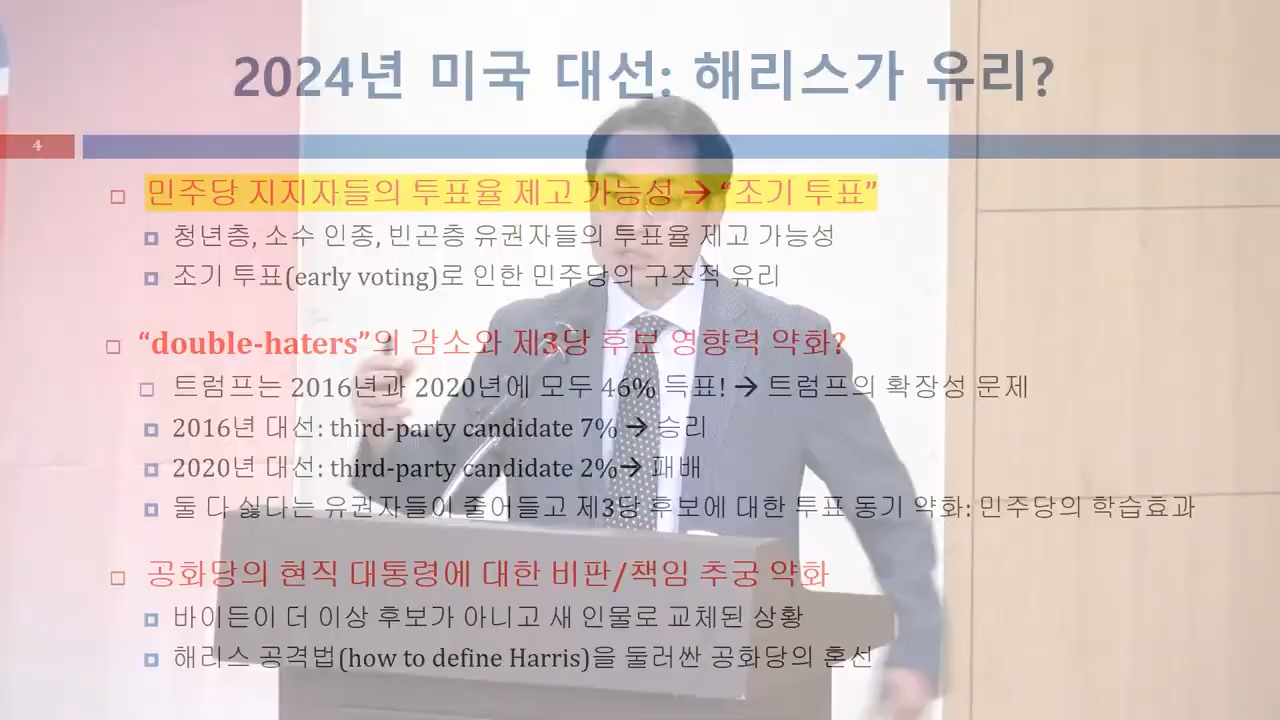 2024년 미국 대선: 해리스가 유리?
4
민주당 지지자들의 투표율 제고 가능성 → “조기 투표”
청년층, 소수 인종, 빈곤층 유권자들의 투표율 제고 가능성
조기 투표(early voting)로 인한 민주당의 구조적 유리
“double-haters”의 감소와 제3당 후보 영향력 약화?
트럼프는 2016년과 2020년에 모두 46% 득표! → 트럼프의 확장성 문제
2016년 대선: third-party candidate 7% → 승리
2020년 대선: third-party candidate 2%→ 패배
둘 다 싫다는 유권자들이 줄어들고 제3당 후보에 대한 투표 동기 약화: 민주당의 학습효과
공화당의 현직 대통령에 대한 비판/책임 추궁 약화
바이든이 더 이상 후보가 아니고 새 인물로 교체된 상황
해리스 공격법(how to define Harris)을 둘러싼 공화당의 혼선